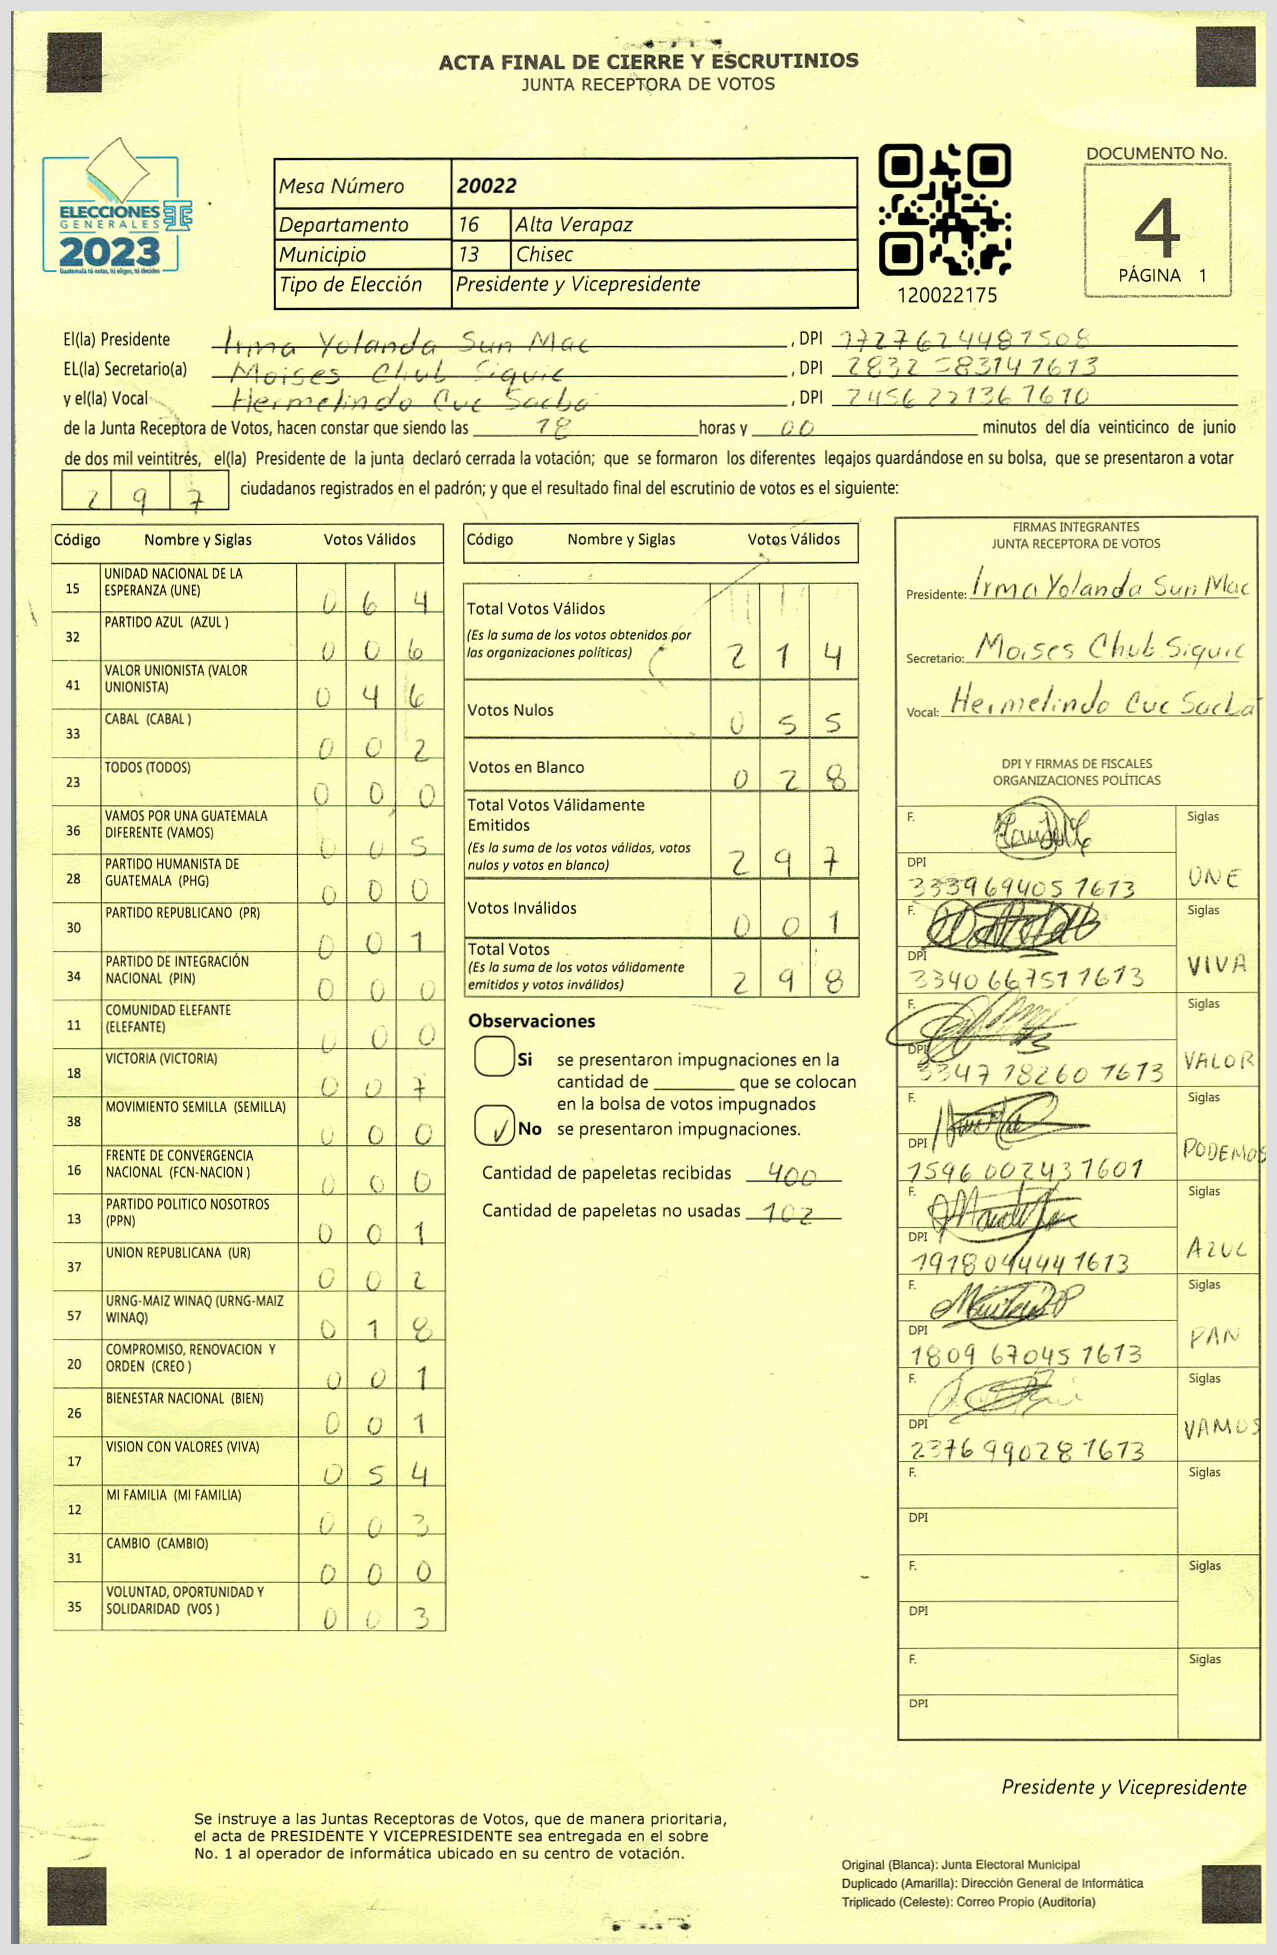 ACTA FINAL DE CIERRE Y ESCRUTINIOS
JUNTA RECEPTORA DE VOTOS
ELECCIONES
GENERALES
2023
Guatemala tú votas, tú eliges, tú decides
Mesa Número 20022
Departamento 16 Alta Verapaz
Municipio 13 Chisec
Tipo de Elección Presidente y Vicepresidente
120022175
DOCUMENTO No.
4
PÁGINA 1
El(la) Presidente Irma Yolanda Sun Mac , DPI 1727624481508
EL(la) Secretario(a) Moises Chub Siquic , DPI
y el(la) Vocal Hermelindo Cuc Sacba , DPI 2456221361610
de la Junta Receptora de Votos, hacen constar que siendo las 18 horas y 00 minutos del día veinticinco de junio
de dos mil veintitrés, el(la) Presidente de la junta declaró cerrada la votación; que se formaron los diferentes legajos guardándose en su bolsa, que se presentaron a votar
297 ciudadanos registrados en el padrón; y que el resultado final del escrutinio de votos es el siguiente:
Código Nombre y Siglas Votos Válidos
15 UNIDAD NACIONAL DE LA ESPERANZA (UNE) 0 6 4
32 PARTIDO AZUL (AZUL ) 0 0 6
41 VALOR UNIONISTA (VALOR UNIONISTA) 0 4 6
33 CABAL (CABAL ) 0 0 2
23 TODOS (TODOS) 0 0 0
36 VAMOS POR UNA GUATEMALA DIFERENTE (VAMOS) 0 0 5
28 PARTIDO HUMANISTA DE GUATEMALA (PHG) 0 0 0
30 PARTIDO REPUBLICANO (PR) 0 0 1
34 PARTIDO DE INTEGRACIÓN NACIONAL (PIN) 0 0 0
11 COMUNIDAD ELEFANTE (ELEFANTE) 0 0 0
18 VICTORIA (VICTORIA) 0 0 7
38 MOVIMIENTO SEMILLA (SEMILLA) 0 0 0
16 FRENTE DE CONVERGENCIA NACIONAL (FCN-NACION ) 0 0 0
13 PARTIDO POLITICO NOSOTROS (PPN) 0 0 1
37 UNION REPUBLICANA (UR) 0 0 2
57 URNG-MAIZ WINAQ (URNG-MAIZ WINAQ) 0 1 8
20 COMPROMISO, RENOVACION Y ORDEN (CREO ) 0 0 1
26 BIENESTAR NACIONAL (BIEN) 0 0 1
17 VISION CON VALORES (VIVA) 0 5 4
12 MI FAMILIA (MI FAMILIA) 0 0 3
31 CAMBIO (CAMBIO) 0 0 0
35 VOLUNTAD, OPORTUNIDAD Y SOLIDARIDAD (VOS ) 0 0 3
Código Nombre y Siglas Votos Válidos
Total Votos Válidos
(Es la suma de los votos obtenidos por
las organizaciones políticas) 2 1 4
Votos Nulos 0 5 5
Votos en Blanco 0 2 8
Total Votos Válidamente
Emitidos
(Es la suma de los votos válidos, votos
nulos y votos en blanco) 2 9 7
Votos Inválidos 0 0 1
Total Votos
(Es la suma de los votos válidamente
emitidos y votos inválidos) 2 9 8
Observaciones
Si se presentaron impugnaciones en la
cantidad de ________ que se colocan
en la bolsa de votos impugnados
No se presentaron impugnaciones.
Cantidad de papeletas recibidas 400
Cantidad de papeletas no usadas 102
FIRMAS INTEGRANTES
JUNTA RECEPTORA DE VOTOS
Presidente: Irma Yolanda Sun Mac
Secretario: Moises Chub Siquic
Vocal: Hermelindo Cuc Sacba
DPI Y FIRMAS DE FISCALES
ORGANIZACIONES POLÍTICAS
F. Siglas
DPI 333969405 1613 UNE
F. Siglas
DPI 3340 66751 1613 VIVA
F. Siglas
DPI 3347 18260 1613 VALOR
F. Siglas
DPI 1596 00243 1601 PODEMOS
F. Siglas
DPI 1918 04444 1613 AZUL
F. Siglas
DPI 1809 67045 1613 PAN
F. Siglas
DPI 2376 99028 1613 VAMOS
F. Siglas
DPI
F. Siglas
DPI
F. Siglas
DPI
Presidente y Vicepresidente
Se instruye a las Juntas Receptoras de Votos, que de manera prioritaria,
el acta de PRESIDENTE Y VICEPRESIDENTE sea entregada en el sobre
No. 1 al operador de informática ubicado en su centro de votación.
Original (Blanca): Junta Electoral Municipal
Duplicado (Amarilla): Dirección General de Informática
Triplicado (Celeste): Correo Propio (Auditoría)